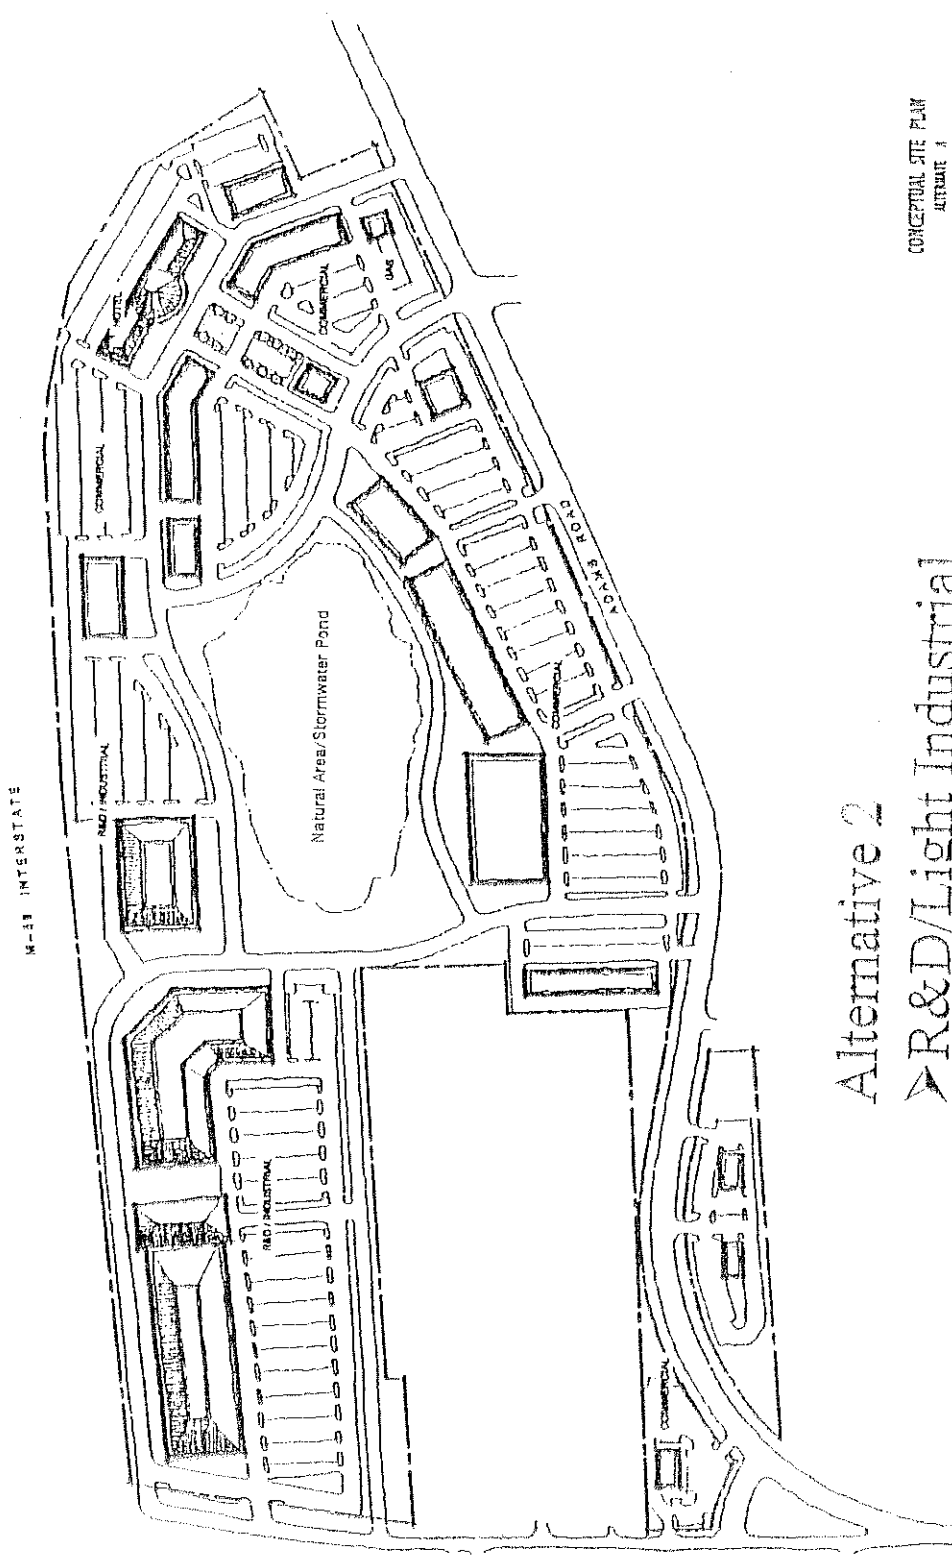 CONCEPTUAL SITE PLAN
M-59 INTERSTATE
R&D / INDUSTRIAL
R&D / INDUSTRIAL
COMMERCIAL
HOTEL
COMMERCIAL
GAS
Natural Area/Stormwater Pond
COMMERCIAL
ADAMS ROAD
COMMERCIAL
Alternative 2
➤R&D/Light Industrial